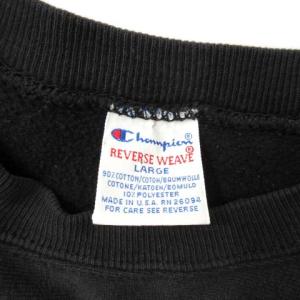 Champion
REVERSE WEAVE®
LARGE
90% COTTON/COTON/BAUMWOLLE
COTONE/KATOEN/BOMULD
10% POLYESTER
MADE IN U.S.A. RN 26094
FOR CARE SEE REVERSE